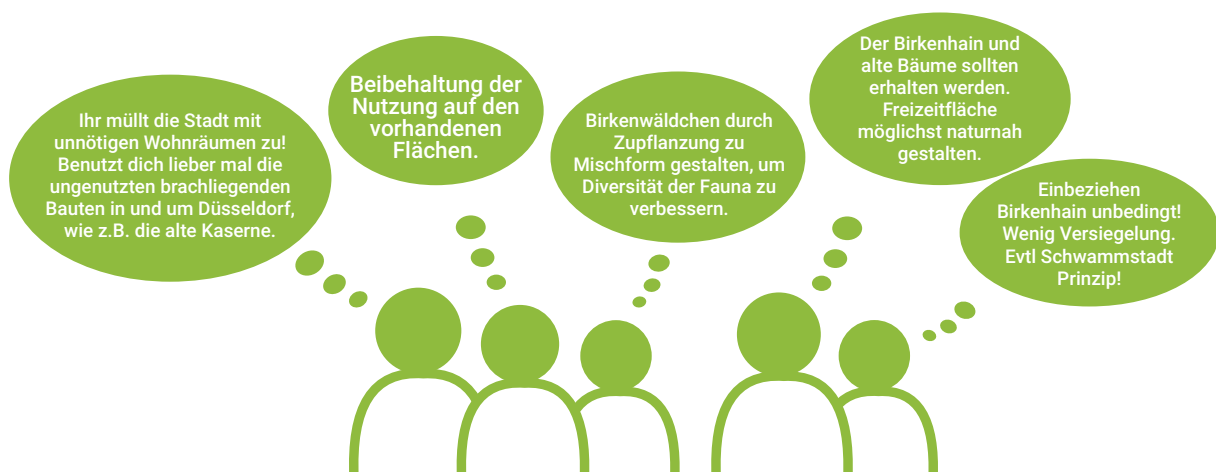 Ihr müllt die Stadt mit
unnötigen Wohnräumen zu!
Benutzt dich lieber mal die
ungenutzten brachliegenden
Bauten in und um Düsseldorf,
wie z.B. die alte Kaserne.
Beibehaltung der
Nutzung auf den
vorhandenen
Flächen.
Birkenwäldchen durch
Zupflanzung zu
Mischform gestalten, um
Diversität der Fauna zu
verbessern.
Der Birkenhain und
alte Bäume sollten
erhalten werden.
Freizeitfläche
möglichst naturnah
gestalten.
Einbeziehen
Birkenhain unbedingt!
Wenig Versiegelung.
Evtl Schwammstadt
Prinzip!